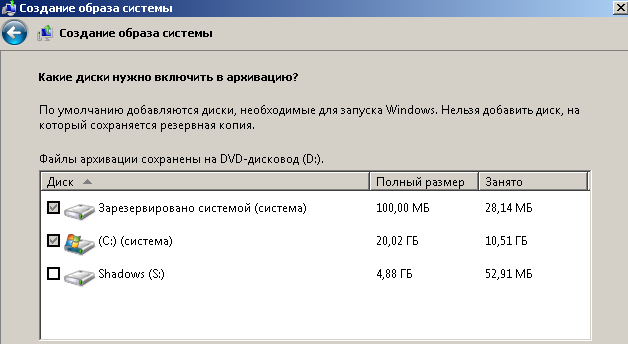 Создание образа системы
Создание образа системы
Какие диски нужно включить в архивацию?
По умолчанию добавляются диски, необходимые для запуска Windows. Нельзя добавить диск, на
который сохраняется резервная копия.
Файлы архивации сохранены на DVD-дисковод (D:).
Диск Полный размер Занято
Зарезервировано системой (система) 100,00 МБ 28,14 МБ
(C:) (система) 20,02 ГБ 10,51 ГБ
Shadows (S:) 4,88 ГБ 52,91 МБ